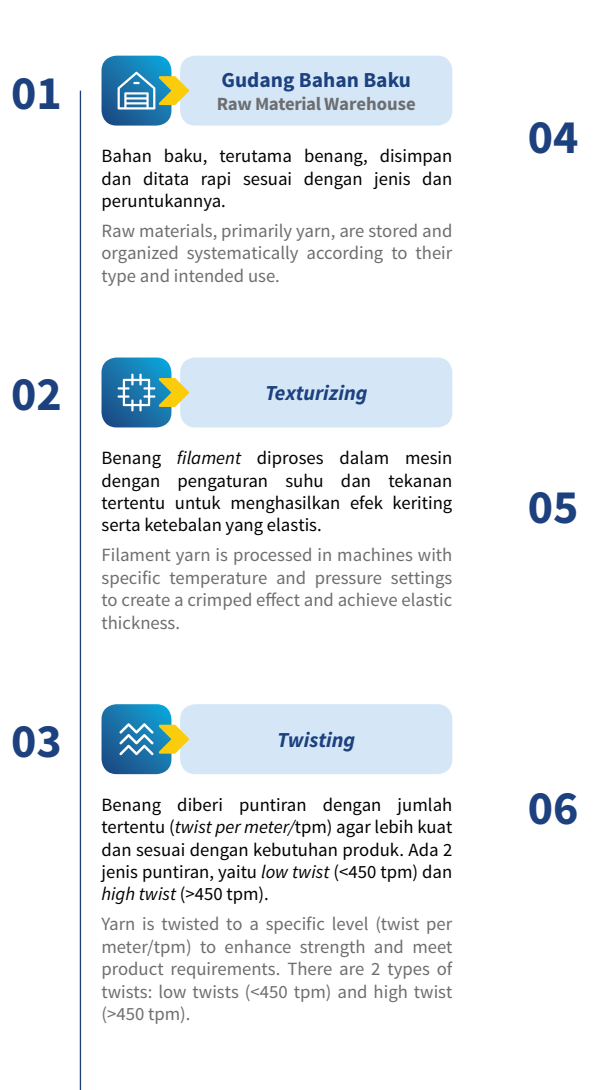 01
Gudang Bahan Baku
Raw Material Warehouse
Bahan baku, terutama benang, disimpan
dan ditata rapi sesuai dengan jenis dan
peruntukannya.
Raw materials, primarily yarn, are stored and
organized systematically according to their
type and intended use.
02
Texturizing
Benang filament diproses dalam mesin
dengan pengaturan suhu dan tekanan
tertentu untuk menghasilkan efek keriting
serta ketebalan yang elastis.
Filament yarn is processed in machines with
specific temperature and pressure settings
to create a crimped effect and achieve elastic
thickness.
03
Twisting
Benang diberi puntiran dengan jumlah
tertentu (twist per meter/tpm) agar lebih kuat
dan sesuai dengan kebutuhan produk. Ada 2
jenis puntiran, yaitu low twist (<450 tpm) dan
high twist (>450 tpm).
Yarn is twisted to a specific level (twist per
meter/tpm) to enhance strength and meet
product requirements. There are 2 types of
twists: low twists (<450 tpm) and high twist
(>450 tpm).
04
05
06